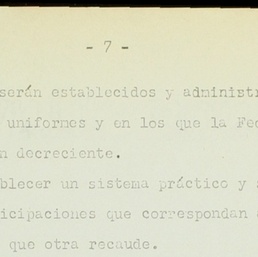 - 7 -
serán establecidos y administr
uniformes y en los que la Fed
n decreciente.
blecer un sistema práctico y
icipaciones que correspondan
que otra recaude.